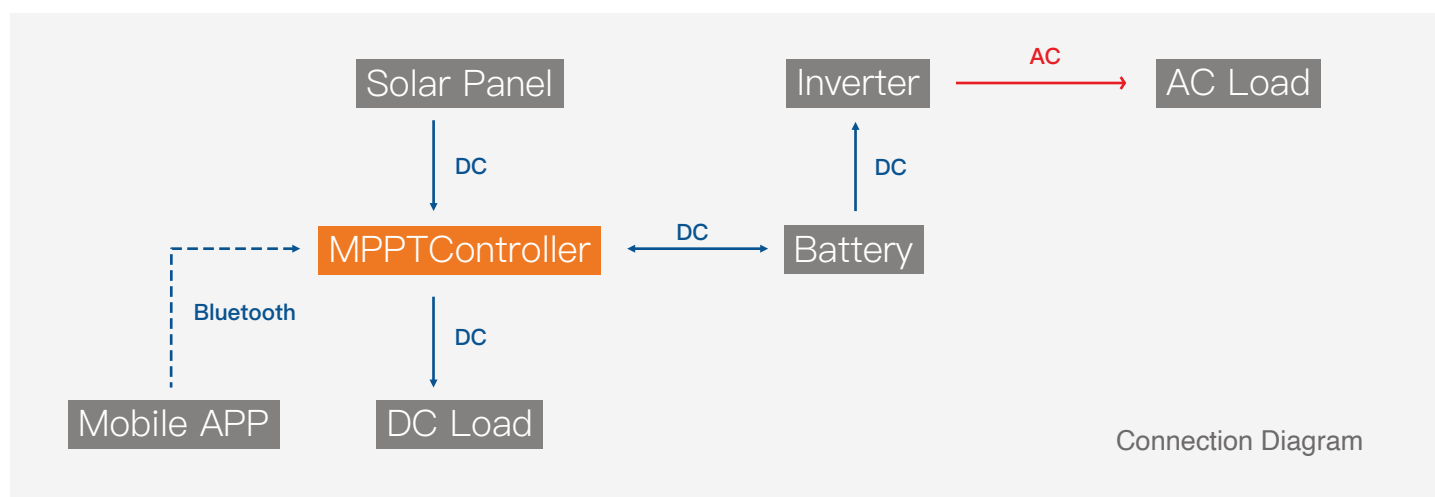 AC
Solar Panel
Inverter
AC Load
DC
DC
MPPTController
DC
Battery
Bluetooth
DC
Mobile APP
DC Load
Connection Diagram